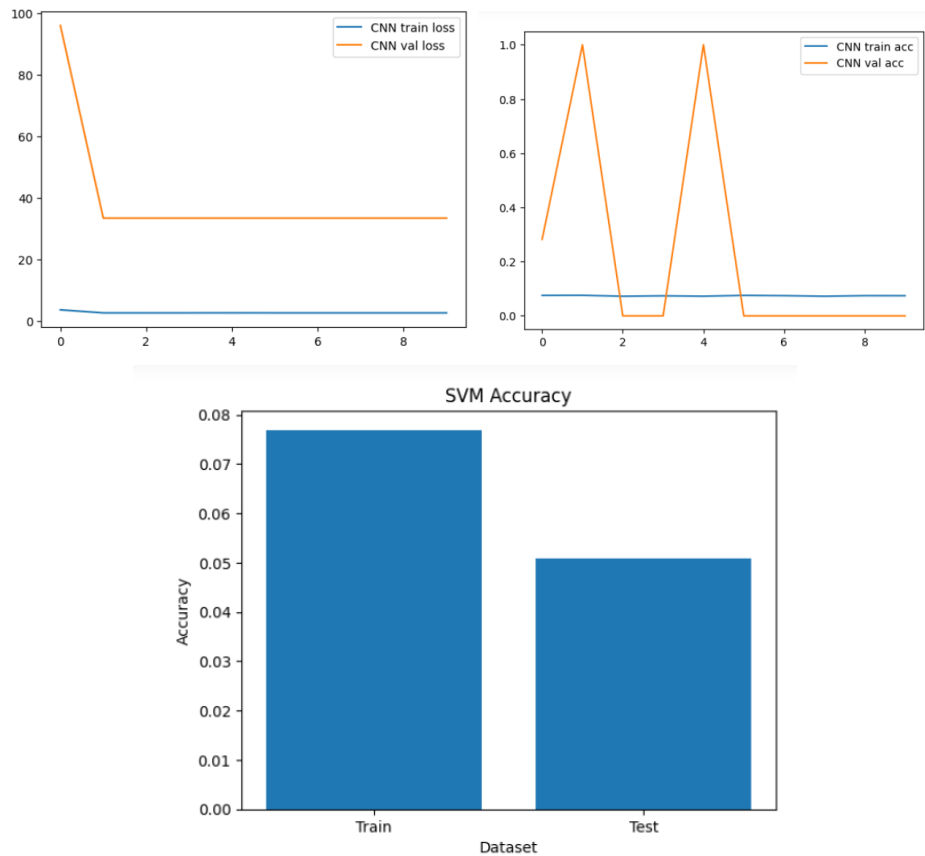 100
80
60
40
20
0
0 2 4 6 8
CNN train loss
CNN val loss
1.0
0.8
0.6
0.4
0.2
0.0
0 2 4 6 8
CNN train acc
CNN val acc
SVM Accuracy
0.08
0.07
0.06
0.05
0.04
0.03
0.02
0.01
0.00
Accuracy
Train Test
Dataset